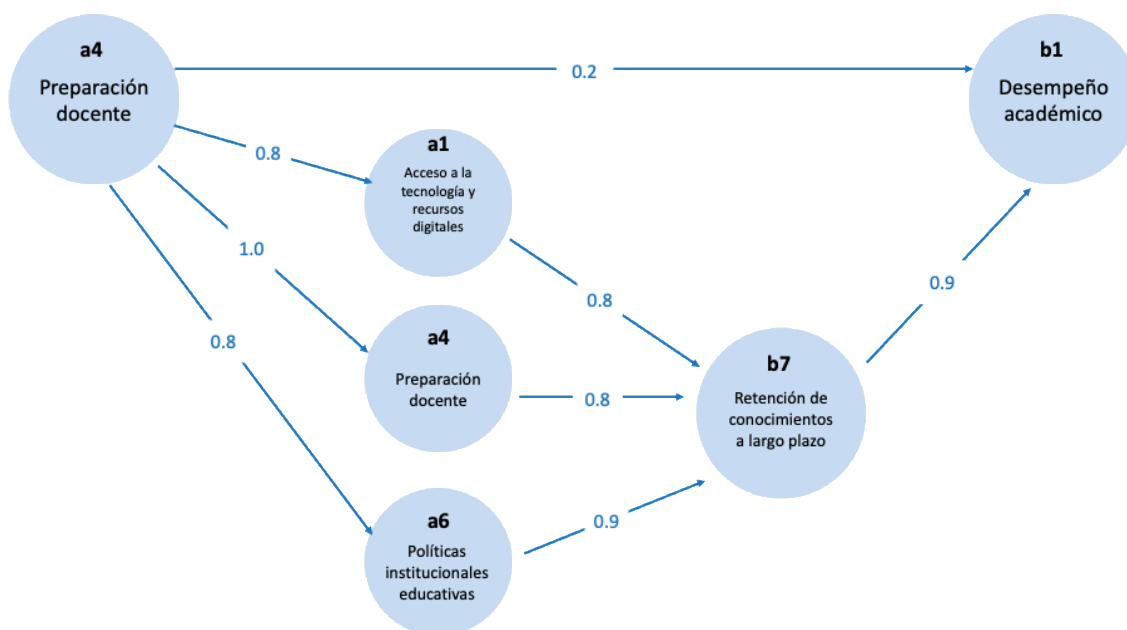 a4
Preparación
docente
0.2
b1
Desempeño
académico
0.8
a1
Acceso a la
tecnología y
recursos
digitales
1.0
0.8
0.9
0.8
a4
Preparación
docente
0.8
b7
Retención de
conocimientos
a largo plazo
a6
Políticas
institucionales
educativas
0.9